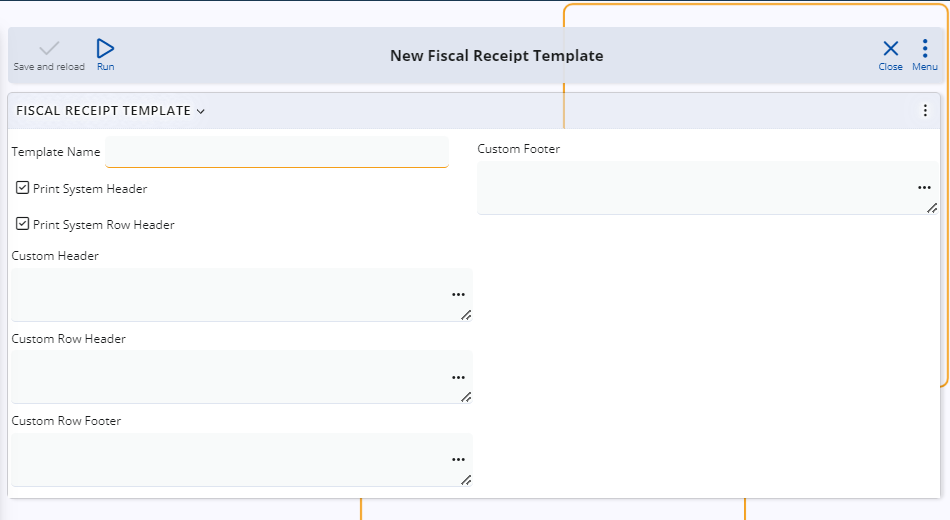 New Fiscal Receipt Template
Save and reload
Run
Close
Menu
FISCAL RECEIPT TEMPLATE
Template Name
Print System Header
Print System Row Header
Custom Header
Custom Row Header
Custom Row Footer
Custom Footer